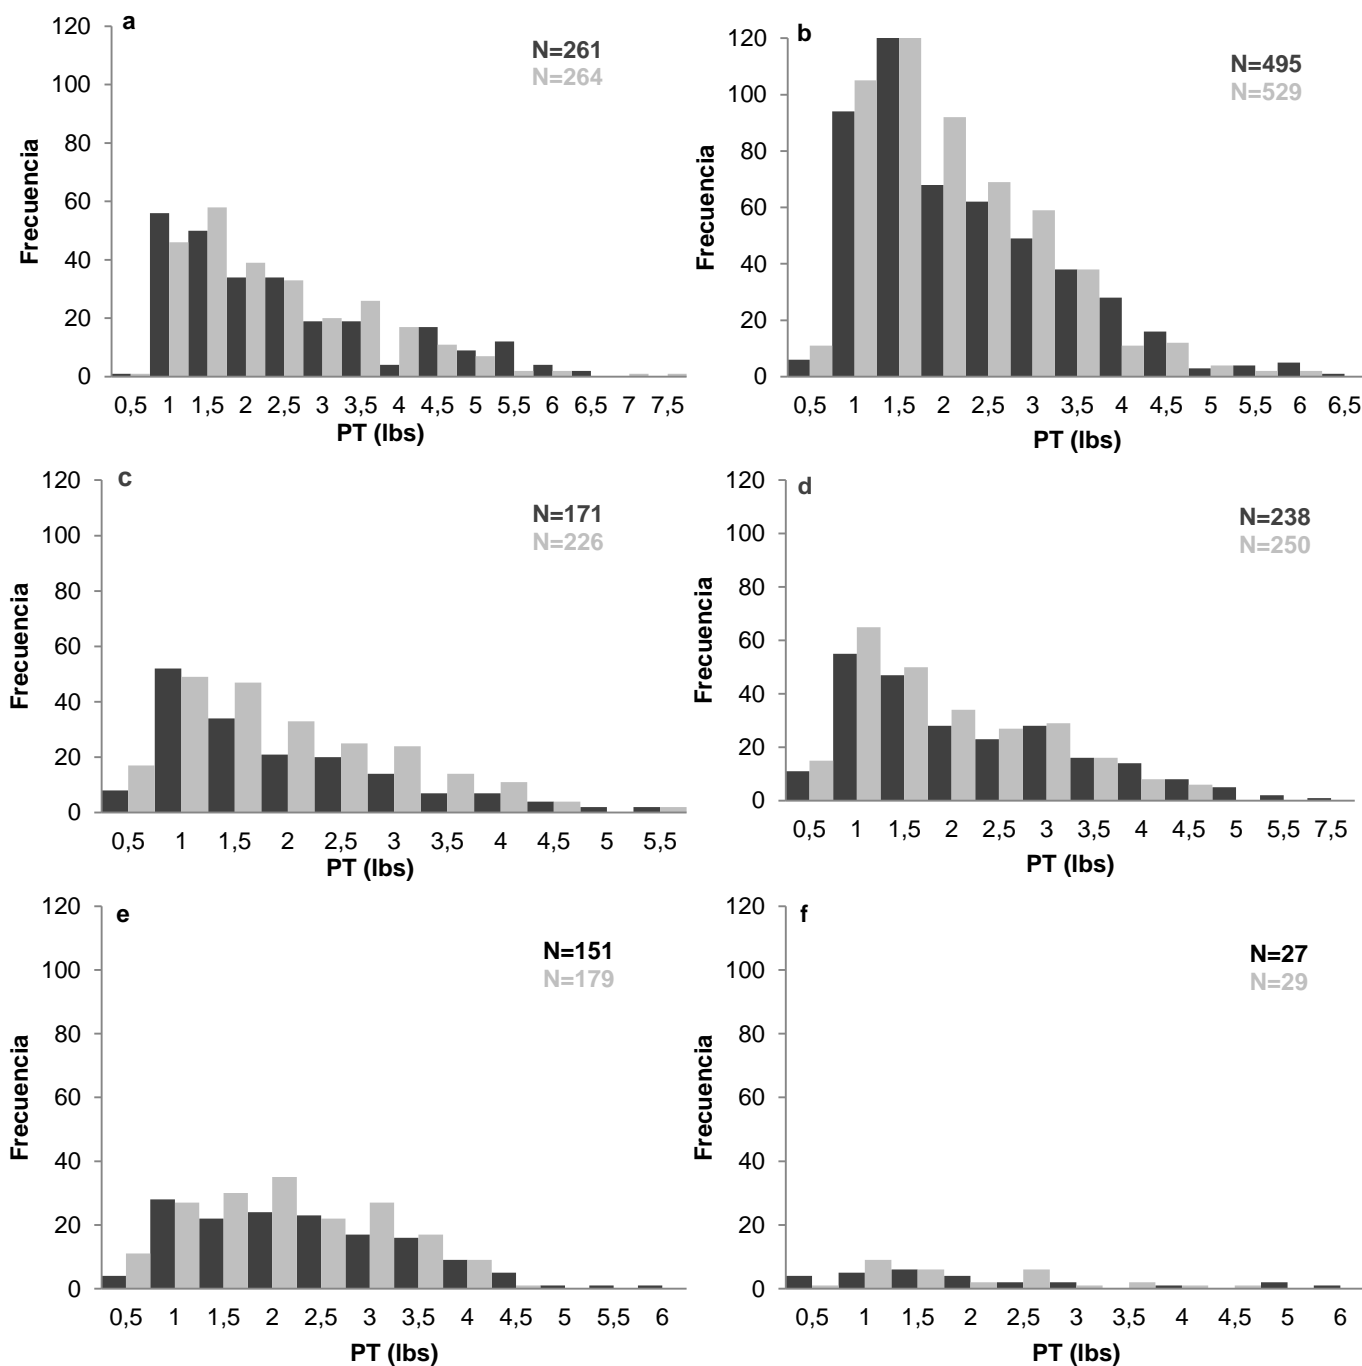 a
N=261
N=264
Frecuencia
120
100
80
60
40
20
0
0,5 1 1,5 2 2,5 3 3,5 4 4,5 5 5,5 6 6,5 7 7,5
PT (lbs)
b
N=495
N=529
Frecuencia
120
100
80
60
40
20
0
0,5 1 1,5 2 2,5 3 3,5 4 4,5 5 5,5 6 6,5
PT (lbs)
c
N=171
N=226
Frecuencia
120
100
80
60
40
20
0
0,5 1 1,5 2 2,5 3 3,5 4 4,5 5 5,5
PT (lbs)
d
N=238
N=250
Frecuencia
120
100
80
60
40
20
0
0,5 1 1,5 2 2,5 3 3,5 4 4,5 5 5,5 7,5
PT (lbs)
e
N=151
N=179
Frecuencia
120
100
80
60
40
20
0
0,5 1 1,5 2 2,5 3 3,5 4 4,5 5 5,5 6
PT (lbs)
f
N=27
N=29
Frecuencia
120
100
80
60
40
20
0
0,5 1 1,5 2 2,5 3 3,5 4 4,5 5 6
PT (lbs)